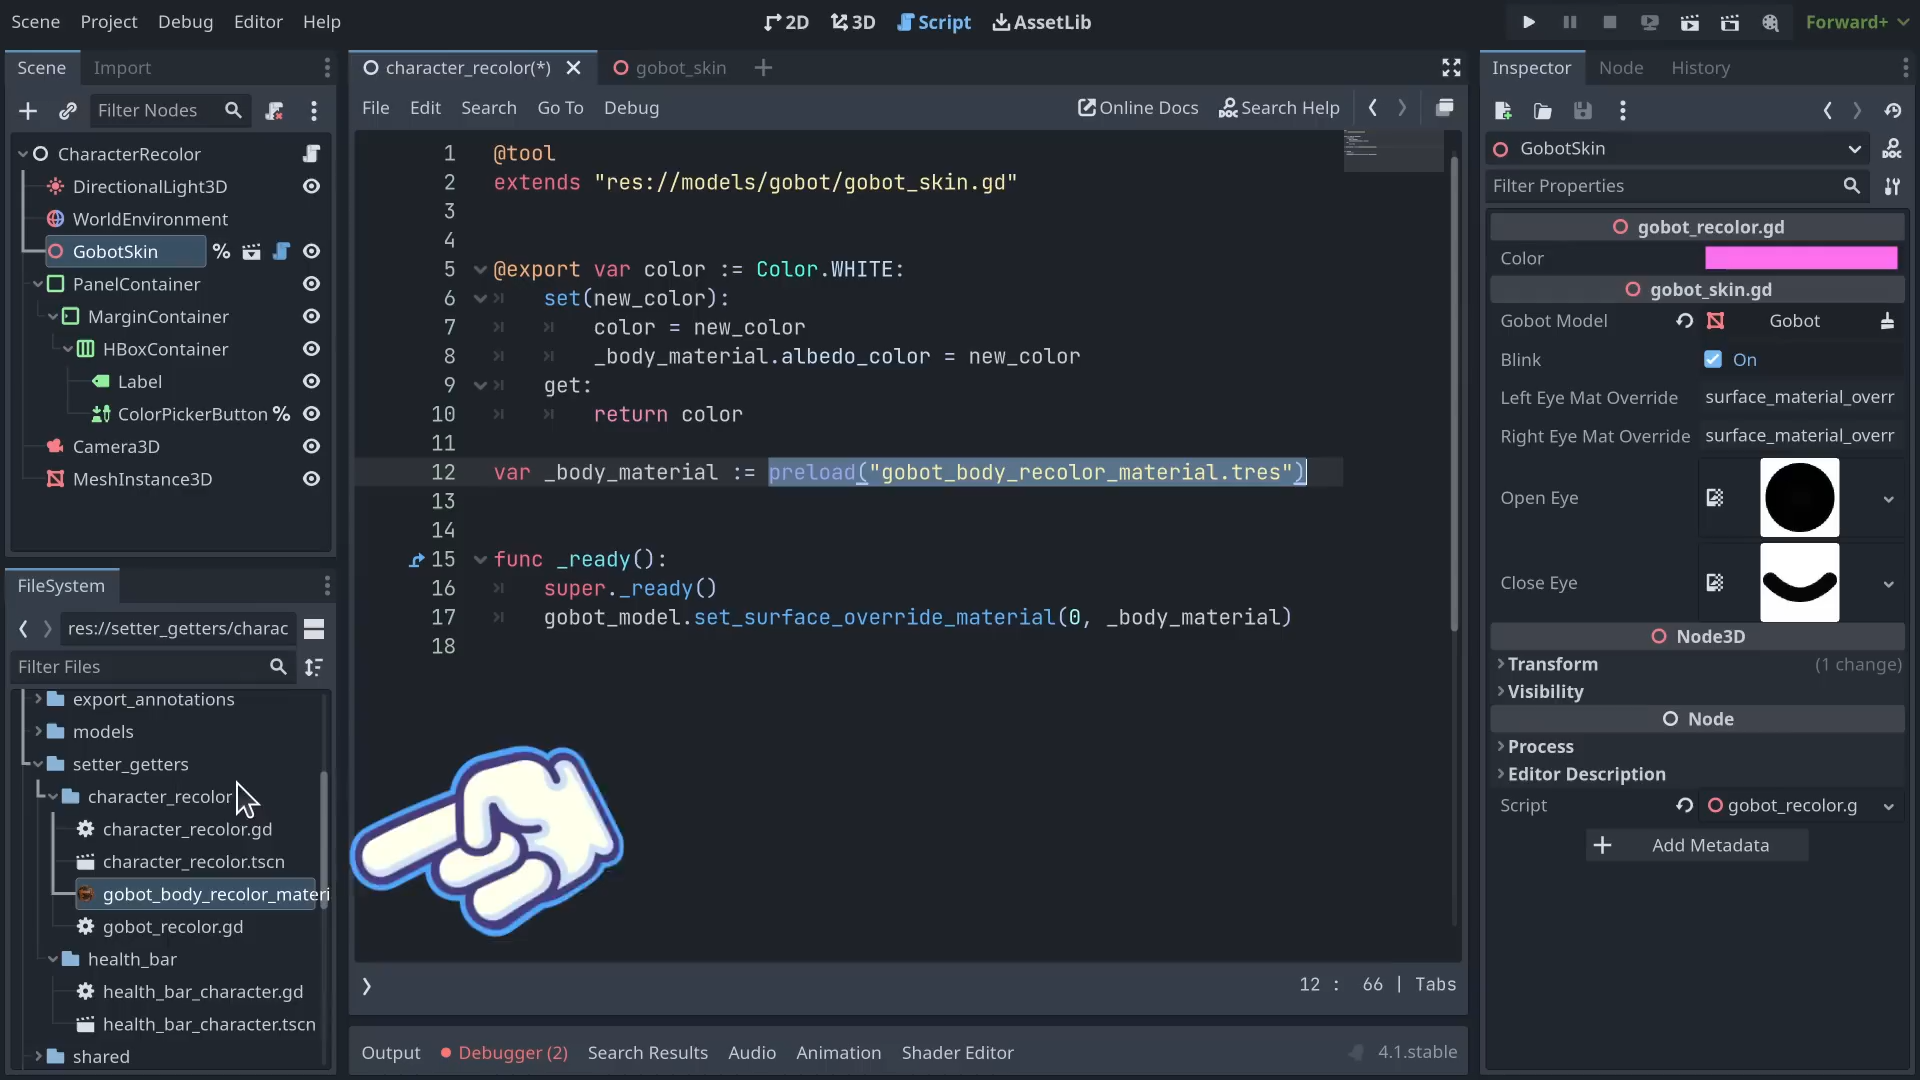 Scene Project Debug Editor Help
2D 3D Script AssetLib
Forward+
Scene Import
Filter Nodes
CharacterRecolor
DirectionalLight3D
WorldEnvironment
GobotSkin %
PanelContainer
MarginContainer
HBoxContainer
Label
ColorPickerButton %
Camera3D
MeshInstance3D
FileSystem
res://setter_getters/charac
Filter Files
export_annotations
models
setter_getters
character_recolor
character_recolor.gd
character_recolor.tscn
gobot_body_recolor_materi
gobot_recolor.gd
health_bar
health_bar_character.gd
health_bar_character.tscn
shared
character_recolor(*) gobot_skin
File Edit Search Go To Debug
Online Docs Search Help
1 @tool
2 extends "res://models/gobot/gobot_skin.gd"
3
4
5 @export var color := Color.WHITE:
6 set(new_color):
7 color = new_color
8 _body_material.albedo_color = new_color
9 get:
10 return color
11
12 var _body_material := preload("gobot_body_recolor_material.tres")
13
14
15 func _ready():
16 super._ready()
17 gobot_model.set_surface_override_material(0, _body_material)
18
12 : 66 | Tabs
Output Debugger (2) Search Results Audio Animation Shader Editor
4.1.stable
Inspector Node History
GobotSkin
DOC
Filter Properties
gobot_recolor.gd
Color
gobot_skin.gd
Gobot Model Gobot
Blink On
Left Eye Mat Override surface_material_overr
Right Eye Mat Override surface_material_overr
Open Eye
Close Eye
Node3D
Transform (1 change)
Visibility
Node
Process
Editor Description
Script gobot_recolor.g
Add Metadata